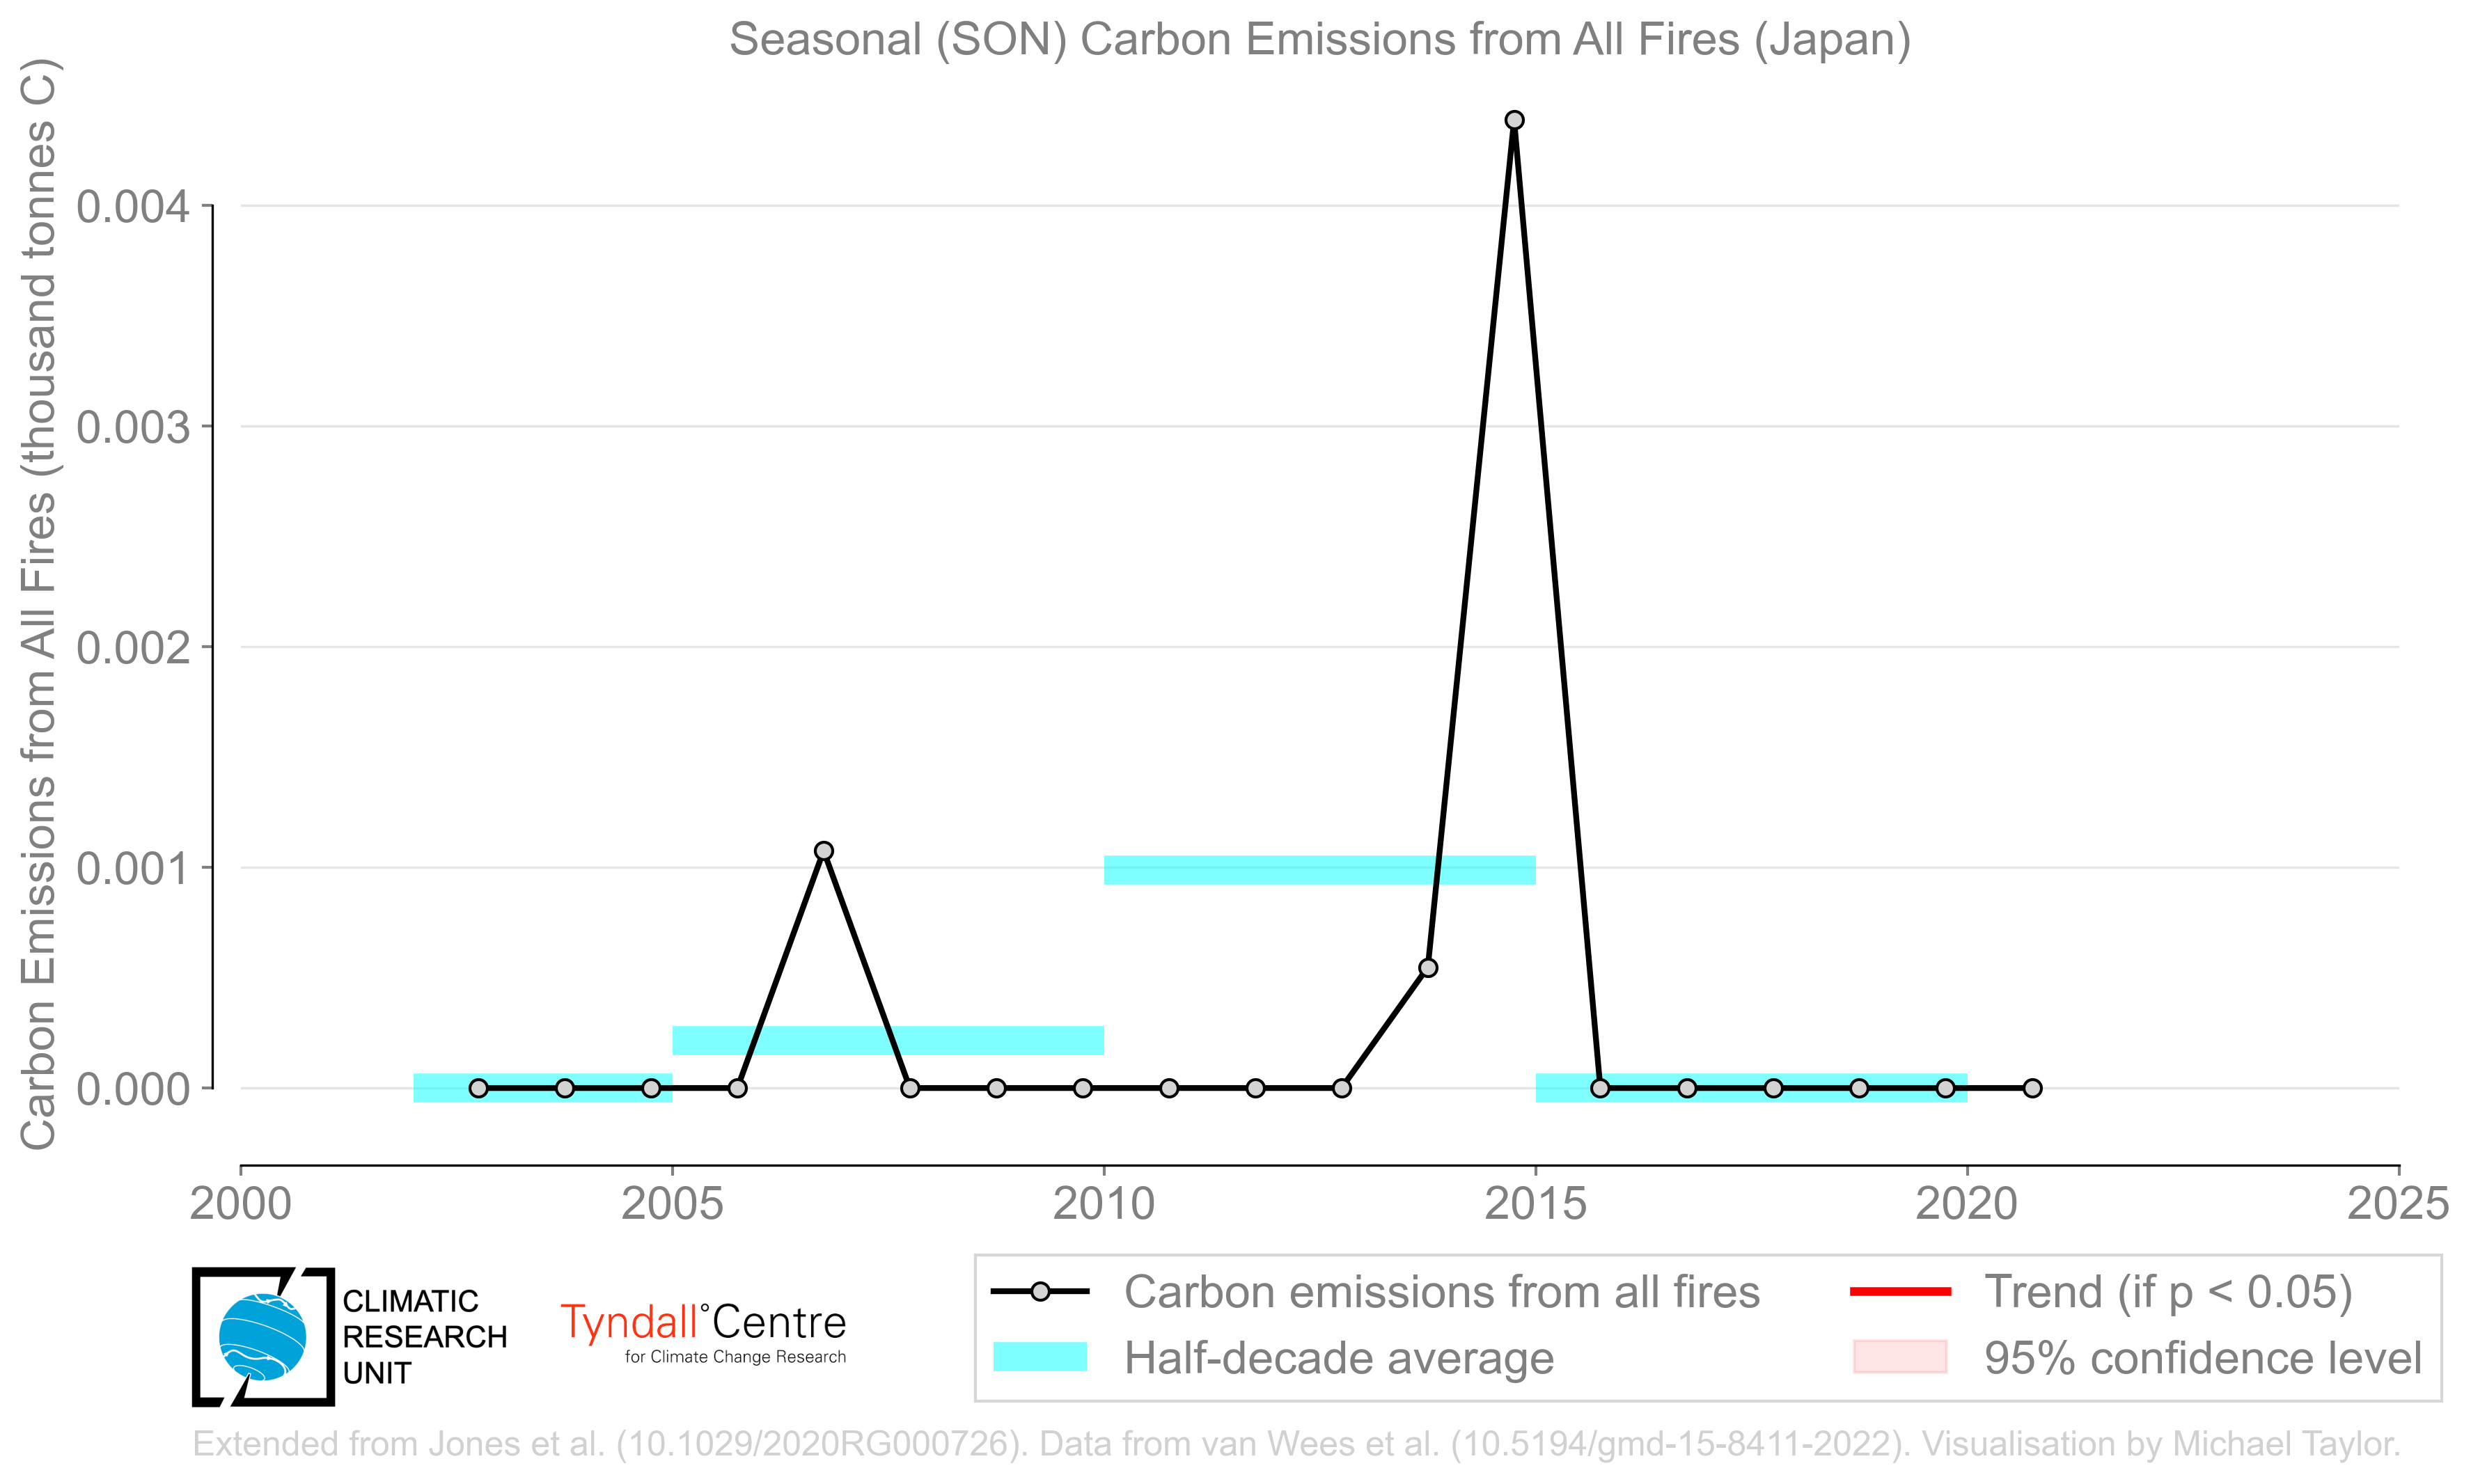 Seasonal (SON) Carbon Emissions from All Fires (Japan)
Carbon Emissions from All Fires (thousand tonnes C)
0.004
0.003
0.002
0.001
0.000
2000 2005 2010 2015 2020 2025
CLIMATIC
RESEARCH
UNIT
Tyndall°Centre
for Climate Change Research
Carbon emissions from all fires
Half-decade average
Trend (if p < 0.05)
95% confidence level
Extended from Jones et al. (10.1029/2020RG000726). Data from van Wees et al. (10.5194/gmd-15-8411-2022). Visualisation by Michael Taylor.